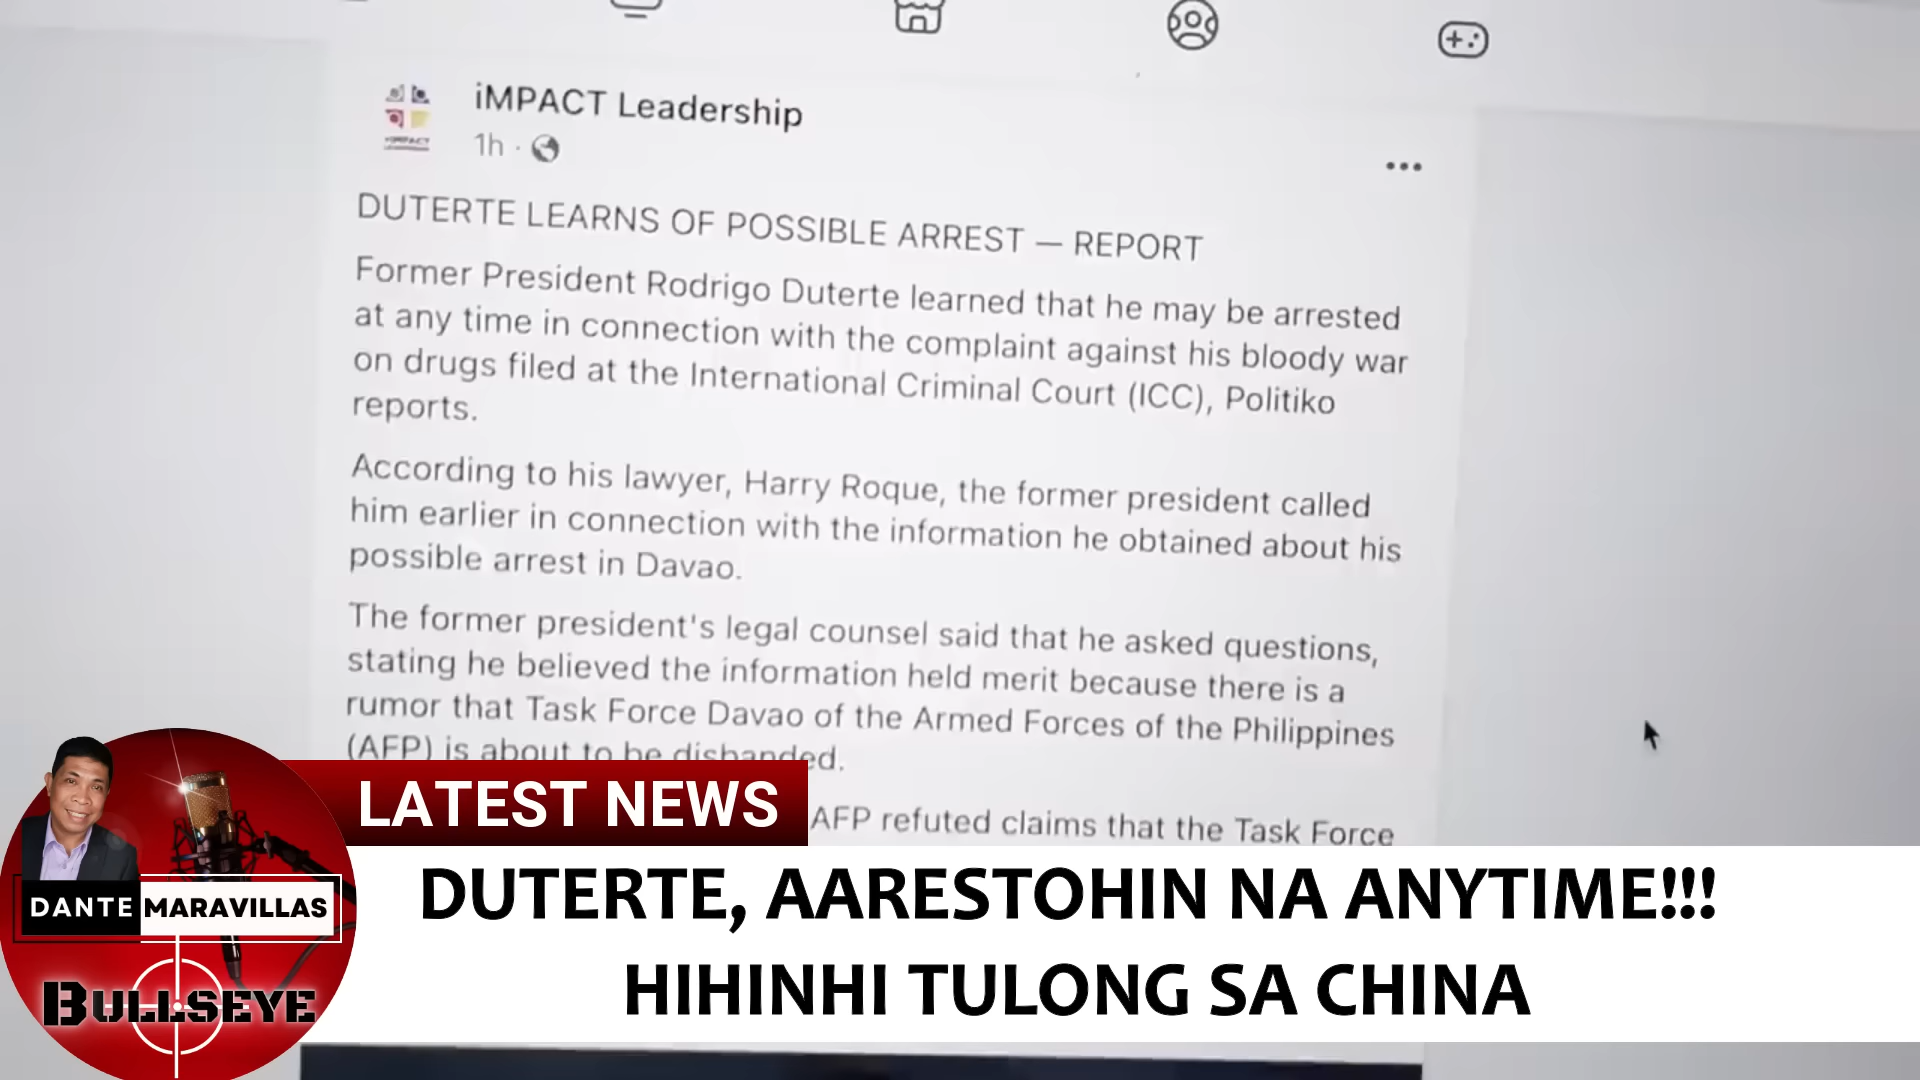 iMPACT Leadership
1h ·
DUTERTE LEARNS OF POSSIBLE ARREST — REPORT
Former President Rodrigo Duterte learned that he may be arrested
at any time in connection with the complaint against his bloody war
on drugs filed at the International Criminal Court (ICC), Politiko
reports.
According to his lawyer, Harry Roque, the former president called
him earlier in connection with the information he obtained about his
possible arrest in Davao.
The former president's legal counsel said that he asked questions,
stating he believed the information held merit because there is a
rumor that Task Force Davao of the Armed Forces of the Philippines
(AFP) is about to be disbanded.
AFP refuted claims that the Task Force
LATEST NEWS
DUTERTE, AARESTOHIN NA ANYTIME!!!
HIHINHI TULONG SA CHINA
DANTE MARAVILLAS
BULLSEYE